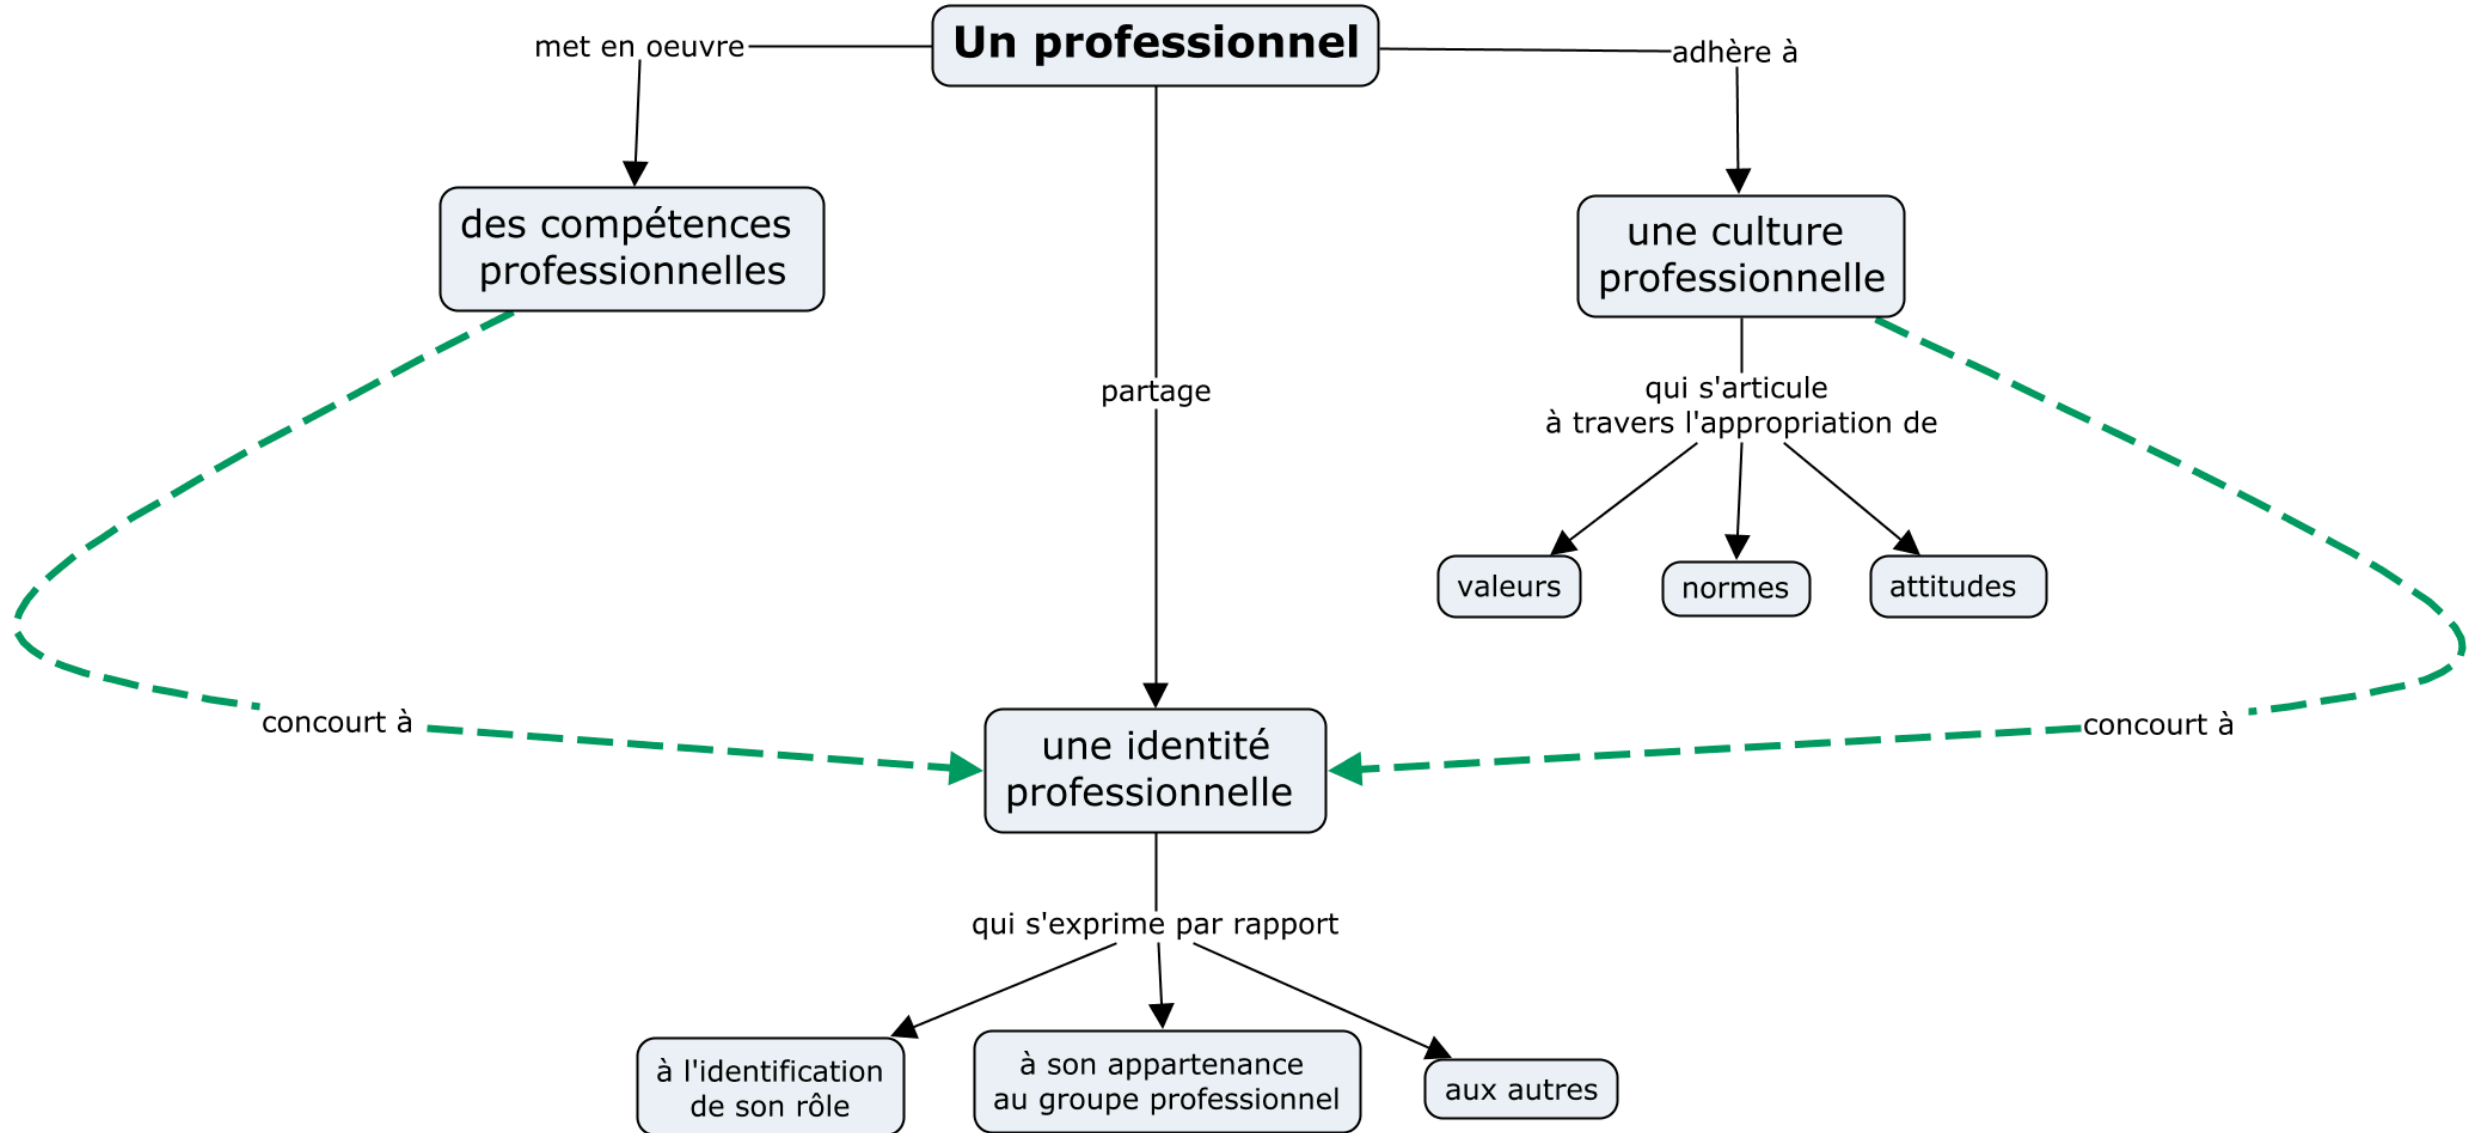 Un professionnel
met en oeuvre
adhère à
des compétences
professionnelles
une culture
professionnelle
partage
qui s'articule
à travers l'appropriation de
valeurs
normes
attitudes
concourt à
concourt à
une identité
professionnelle
qui s'exprime par rapport
à l'identification
de son rôle
à son appartenance
au groupe professionnel
aux autres